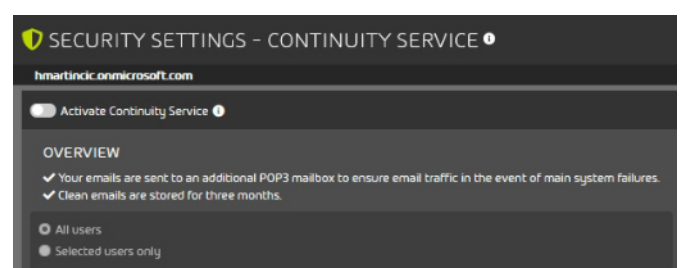 SECURITY SETTINGS - CONTINUITY SERVICE
hmartincic.onmicrosoft.com
Activate Continuity Service
OVERVIEW
✓ Your emails are sent to an additional POP3 mailbox to ensure email traffic in the event of main system failures.
✓ Clean emails are stored for three months.
All users
Selected users only